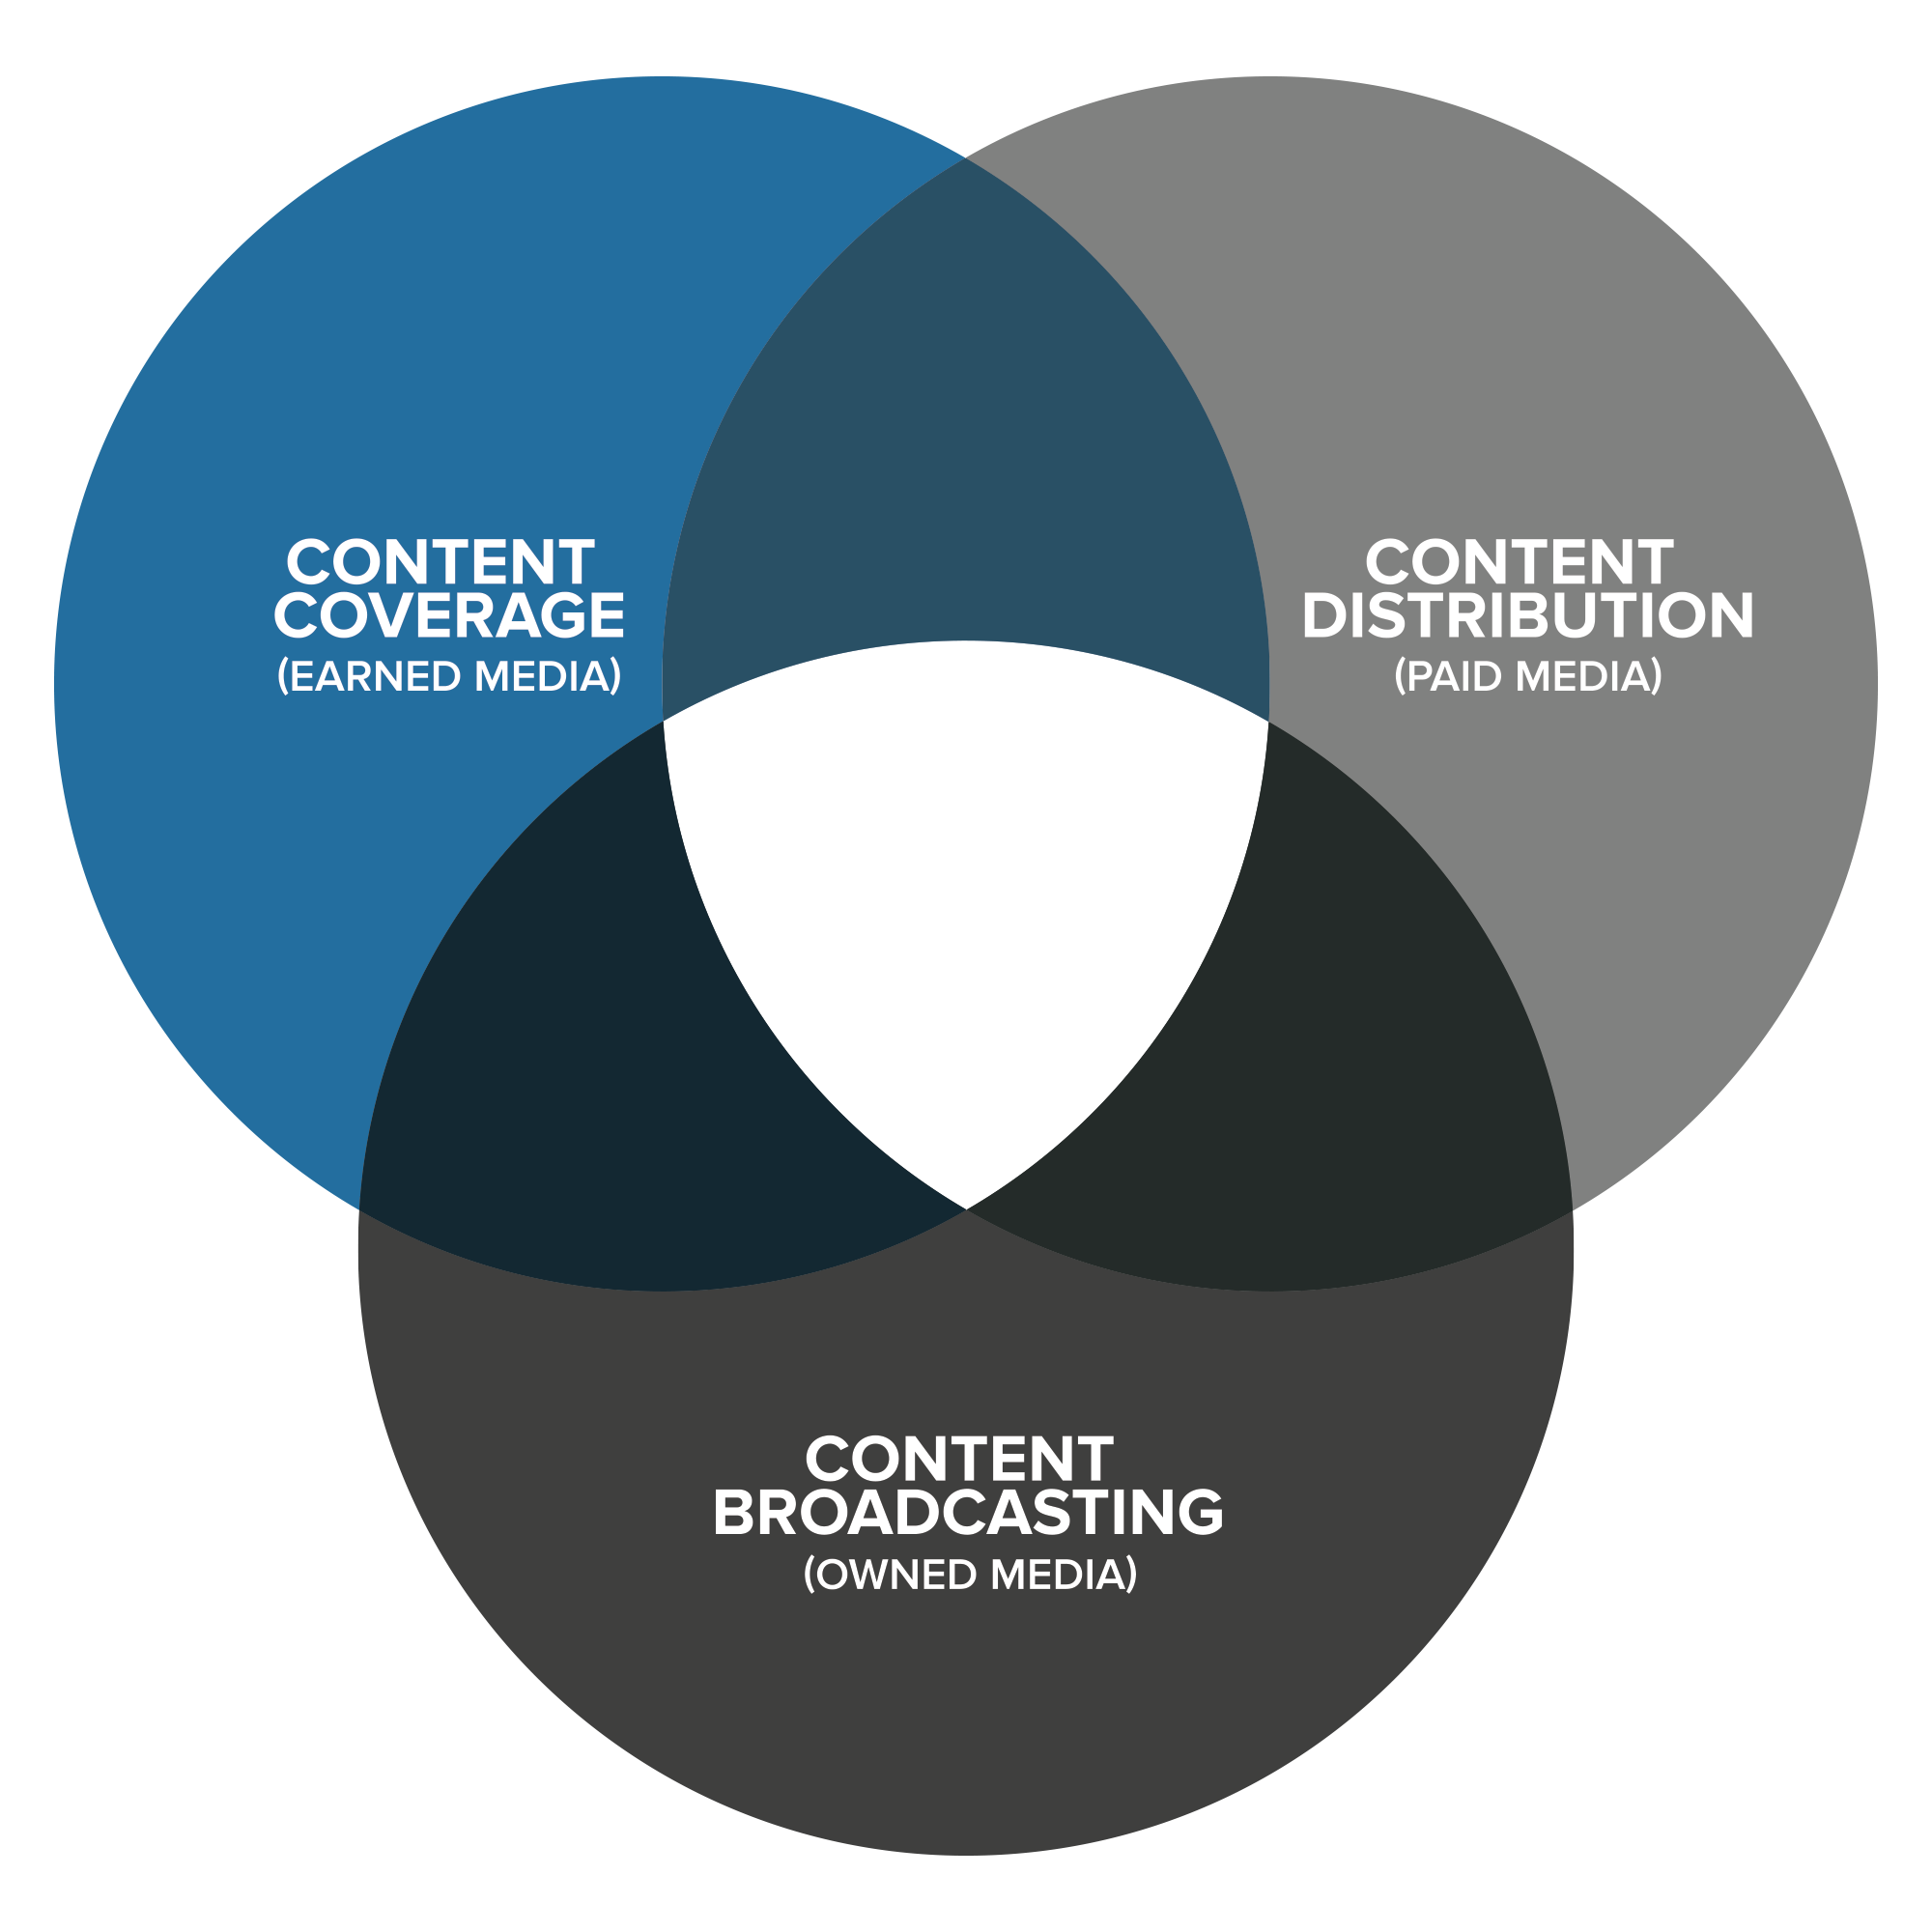 CONTENT
COVERAGE
(EARNED MEDIA)
CONTENT
DISTRIBUTION
(PAID MEDIA)
CONTENT
BROADCASTING
(OWNED MEDIA)